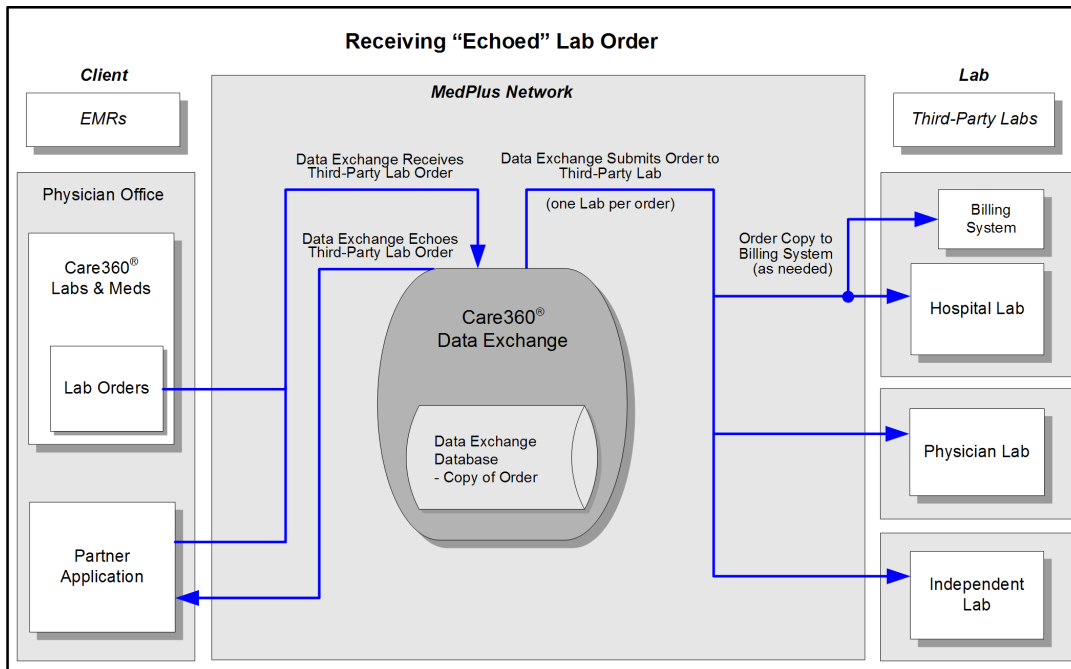 Receiving “Echoed” Lab Order
Client
EMRs
Physician Office
Care360®
Labs & Meds
Lab Orders
Partner
Application
MedPlus Network
Data Exchange Receives
Third-Party Lab Order
Data Exchange Echoes
Third-Party Lab Order
Data Exchange Submits Order to
Third-Party Lab
(one Lab per order)
Order Copy to
Billing System
(as needed)
Care360®
Data Exchange
Data Exchange
Database
- Copy of Order
Lab
Third-Party Labs
Billing
System
Hospital Lab
Physician Lab
Independent
Lab